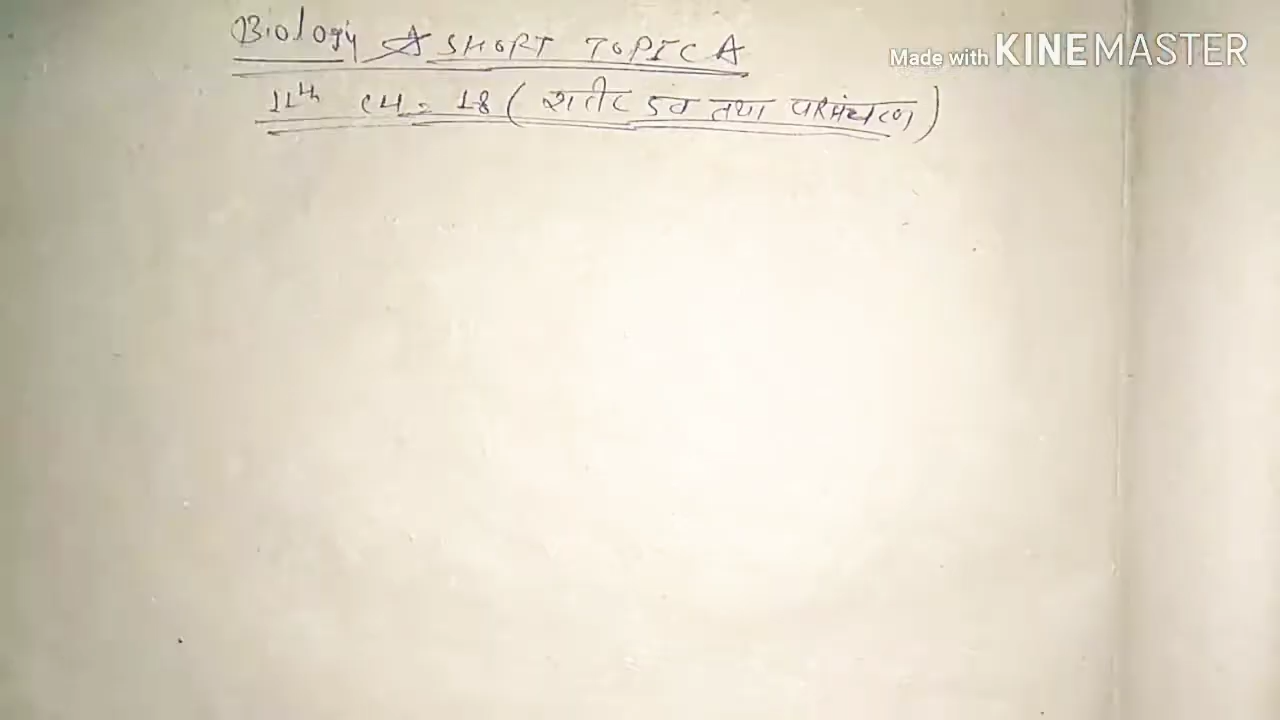 Biology ☆ SHORT TOPIC ☆
Made with KINEMASTER
11th CH = 18 ( शरीर द्रव तथा परिसंचरण )